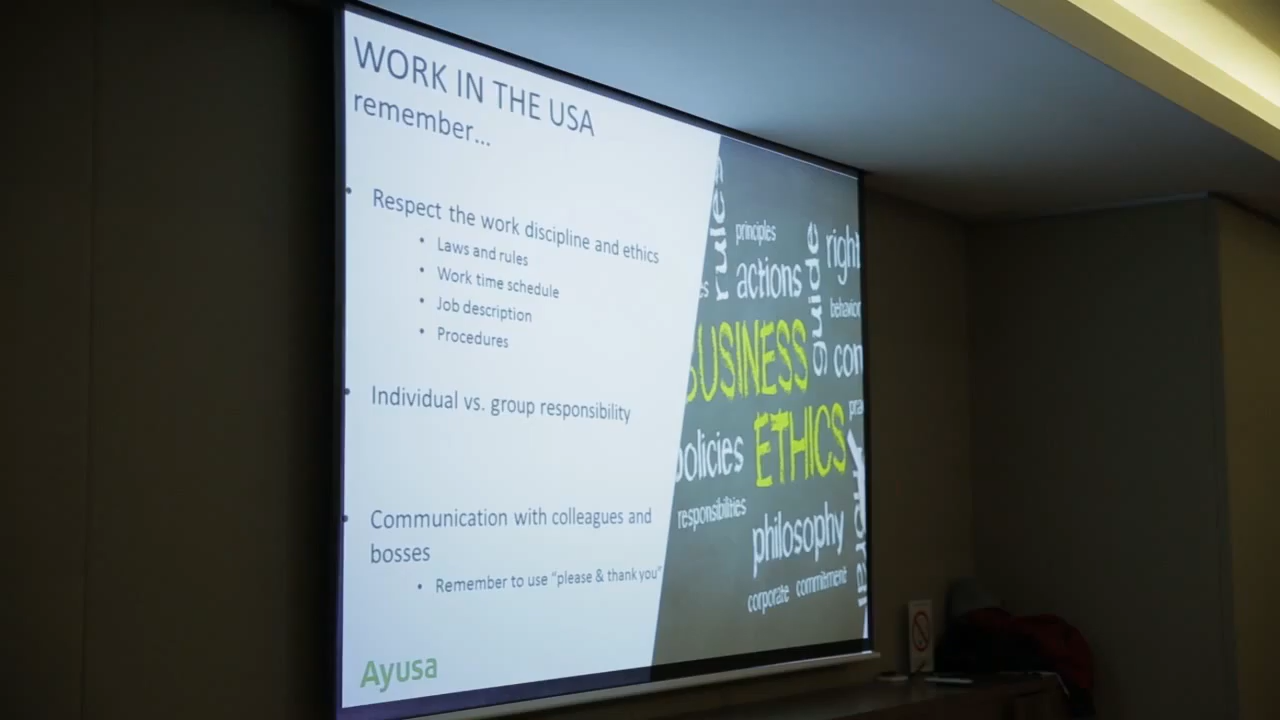 WORK IN THE USA
remember...
• Respect the work discipline and ethics
• Laws and rules
• Work time schedule
• Job description
• Procedures
• Individual vs. group responsibility
• Communication with colleagues and
bosses
• Remember to use "please & thank you"
Ayusa
rules
principles
guide
right
actions
behavior
BUSINESS
con
ETHICS
policies
responsibilities
philosophy
corporate
commitment